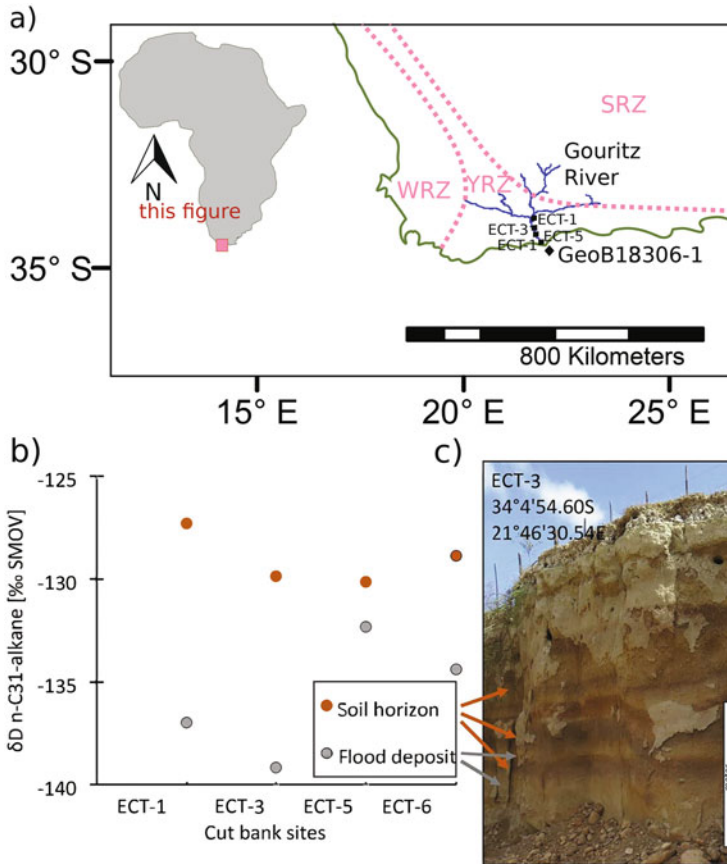 a)
30° S
35° S
N
this figure
SRZ
WRZ
YRZ
Gouritz
River
ECT-1
ECT-3
ECT-5
ECT-1
GeoB18306-1
800 Kilometers
15° E
20° E
25° E
b)
δD n-C31-alkane [‰ SMOV]
-125
-130
-135
-140
Soil horizon
Flood deposit
ECT-1
ECT-3
ECT-5
ECT-6
Cut bank sites
c)
ECT-3
34°4'54.60S
21°46'30.54E